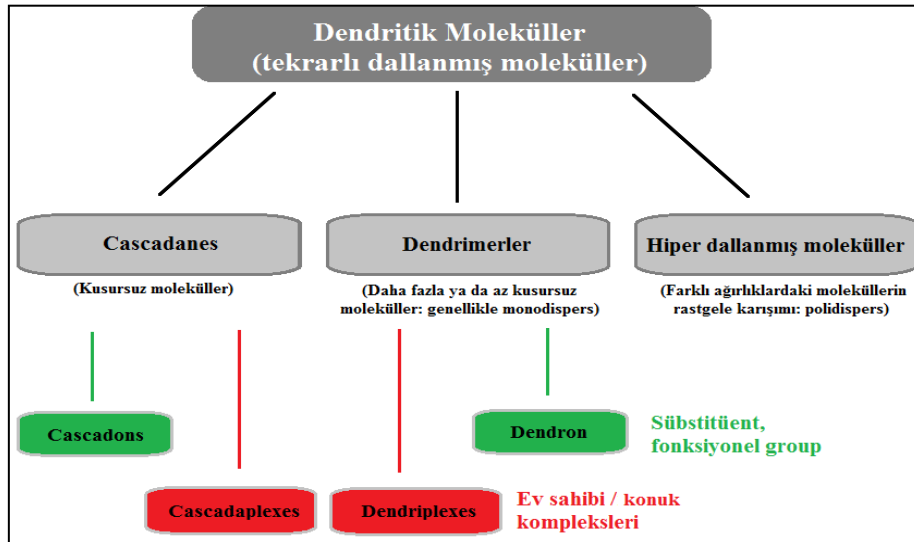 Dendritik Moleküller
(tekrarlı dallanmış moleküller)
Cascadanes
Dendrimerler
Hiper dallanmış moleküller
(Kusursuz moleküller)
(Daha fazla ya da az kusursuz
moleküller: genellikle monodispers)
(Farklı ağırlıklardaki moleküllerin
rastgele karışımı: polidispers)
Cascadons
Dendron
Sübstitüent,
fonksiyonel group
Cascadaplexes
Dendriplexes
Ev sahibi / konuk
kompleksleri